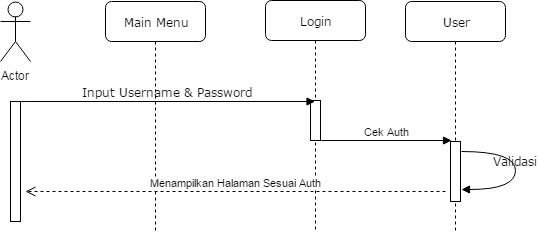 Main Menu
Login
User
Actor
Input Username & Password
Cek Auth
Validasi
Menampilkan Halaman Sesuai Auth